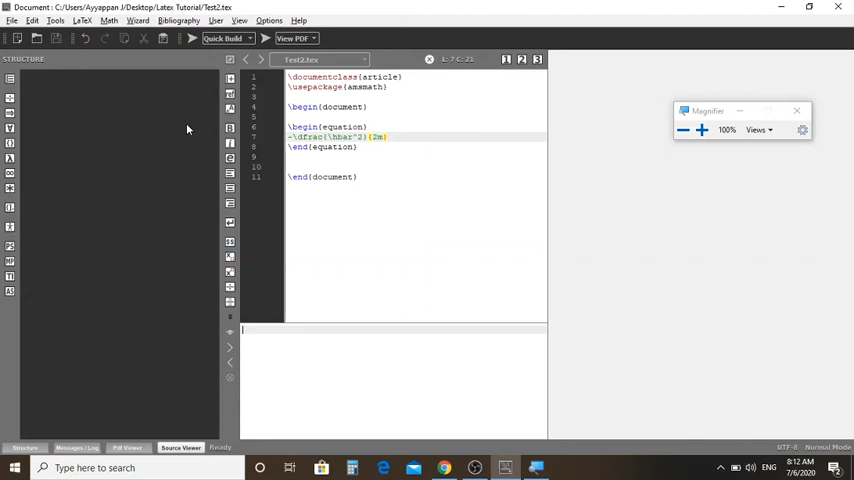 Document : C:/Users/Ayyappan J/Desktop/Latex Tutorial/Test2.tex
File Edit Tools LaTeX Math Wizard Bibliography User View Options Help
Quick Build View PDF
STRUCTURE
Test2.tex
L: 7 C: 21
1 2 3
1 \documentclass{article}
2 \usepackage{amsmath}
3
4 \begin{document}
5
6 \begin{equation}
7 -\dfrac{\hbar^2}{2m}
8 \end{equation}
9
10
11 \end{document}
Magnifier
100% Views
Structure Messages / Log Pdf Viewer Source Viewer Ready
UTF-8 Normal Mode
Type here to search
ENG
8:12 AM
7/6/2020
2